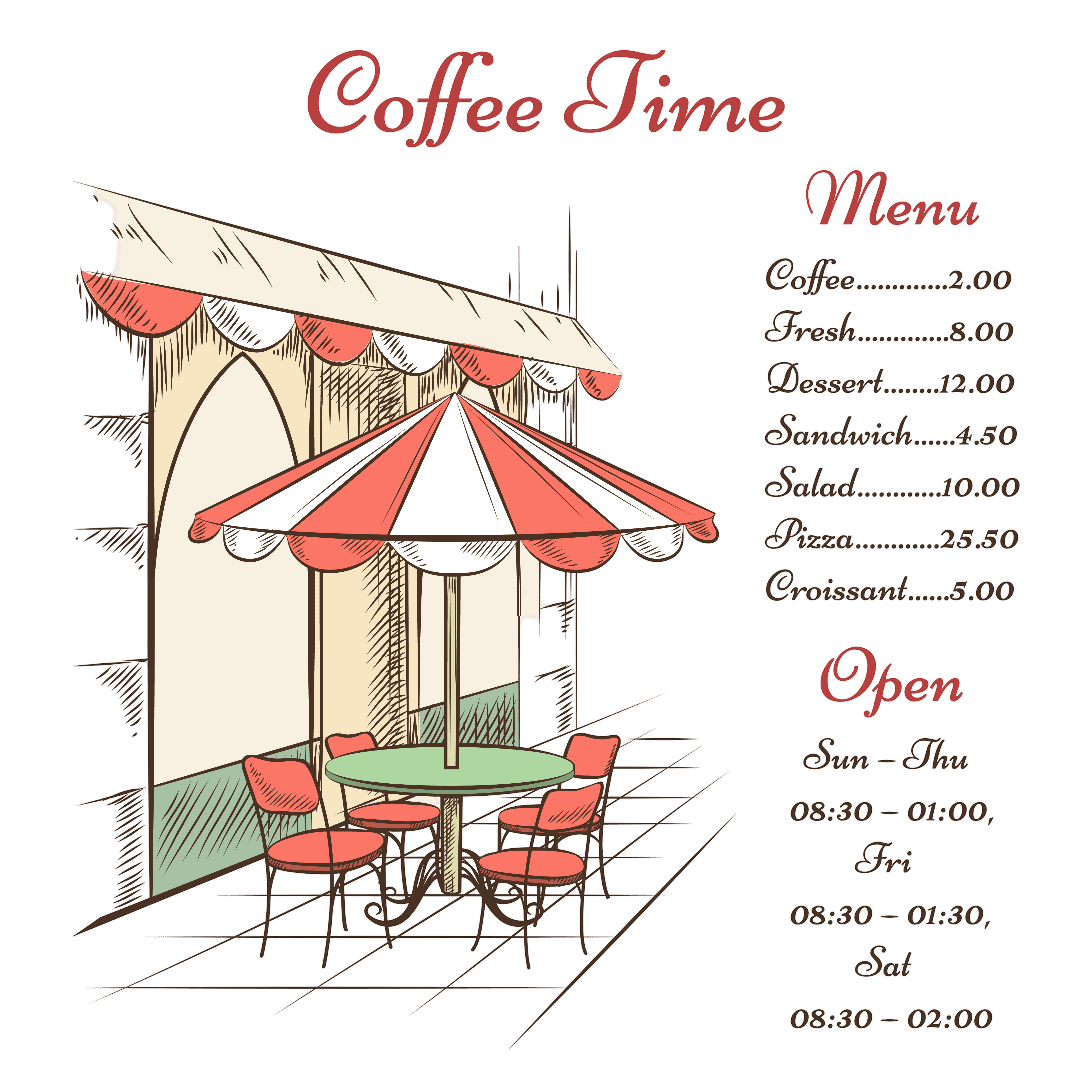 Coffee Time
Menu
Coffee.............2.00
Fresh.............8.00
Dessert........12.00
Sandwich......4.50
Salad............10.00
Pizza............25.50
Croissant......5.00
Open
Sun – Thu
08:30 – 01:00,
Fri
08:30 – 01:30,
Sat
08:30 – 02:00